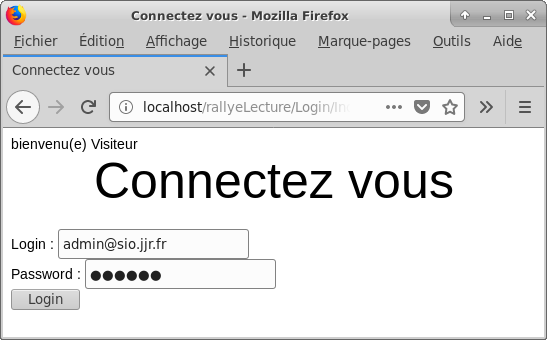 Connectez vous - Mozilla Firefox
Fichier Édition Affichage Historique Marque-pages Outils Aide
Connectez vous
localhost/rallyeLecture/Login/
bienvenu(e) Visiteur
Connectez vous
Login : admin@sio.jjr.fr
Password : ●●●●●●
Login